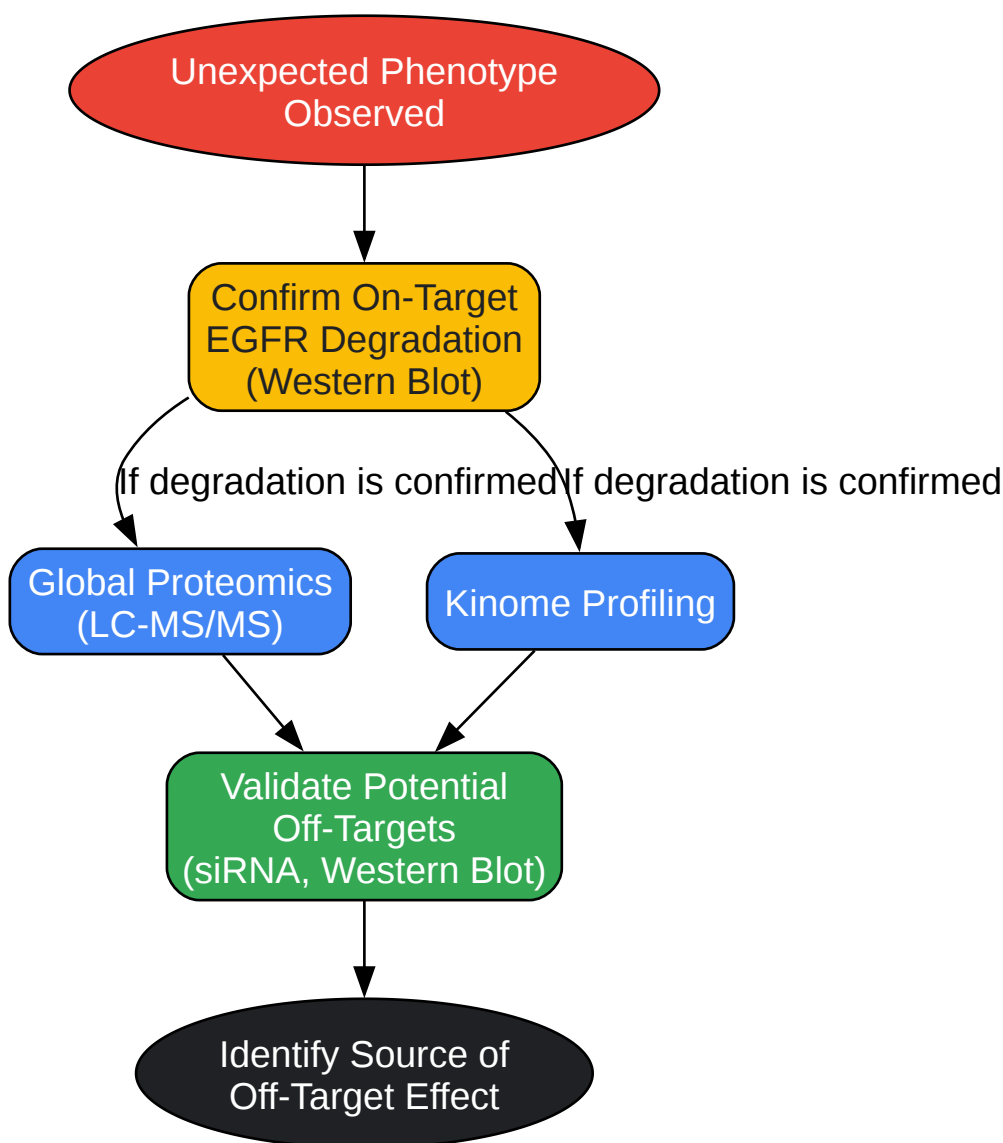 Unexpected Phenotype
Observed
Confirm On-Target
EGFR Degradation
(Western Blot)
If degradation is confirmed
If degradation is confirmed
Global Proteomics
(LC-MS/MS)
Kinome Profiling
Validate Potential
Off-Targets
(siRNA, Western Blot)
Identify Source of
Off-Target Effect